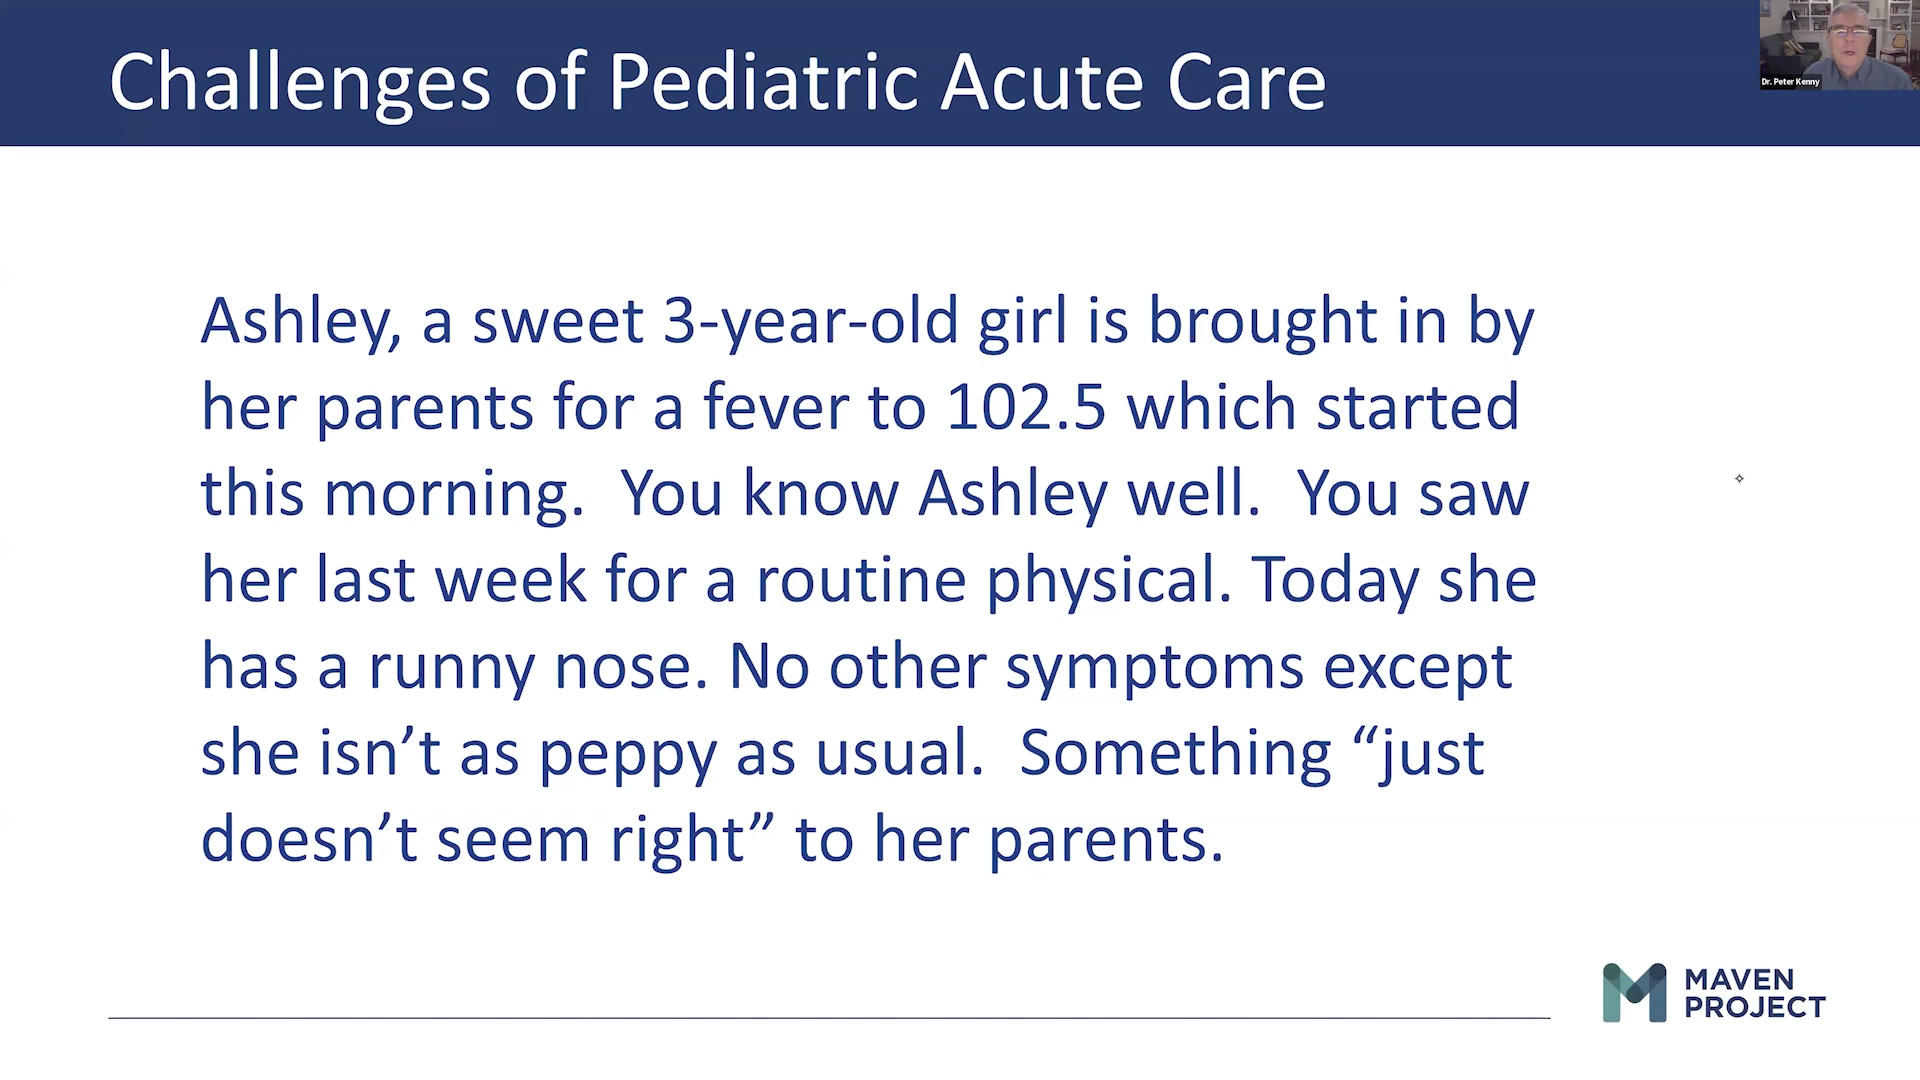 Challenges of Pediatric Acute Care
Dr. Peter Kenny
Ashley, a sweet 3-year-old girl is brought in by
her parents for a fever to 102.5 which started
this morning.  You know Ashley well.  You saw
her last week for a routine physical. Today she
has a runny nose. No other symptoms except
she isn’t as peppy as usual.  Something “just
doesn’t seem right” to her parents.
MAVEN
PROJECT